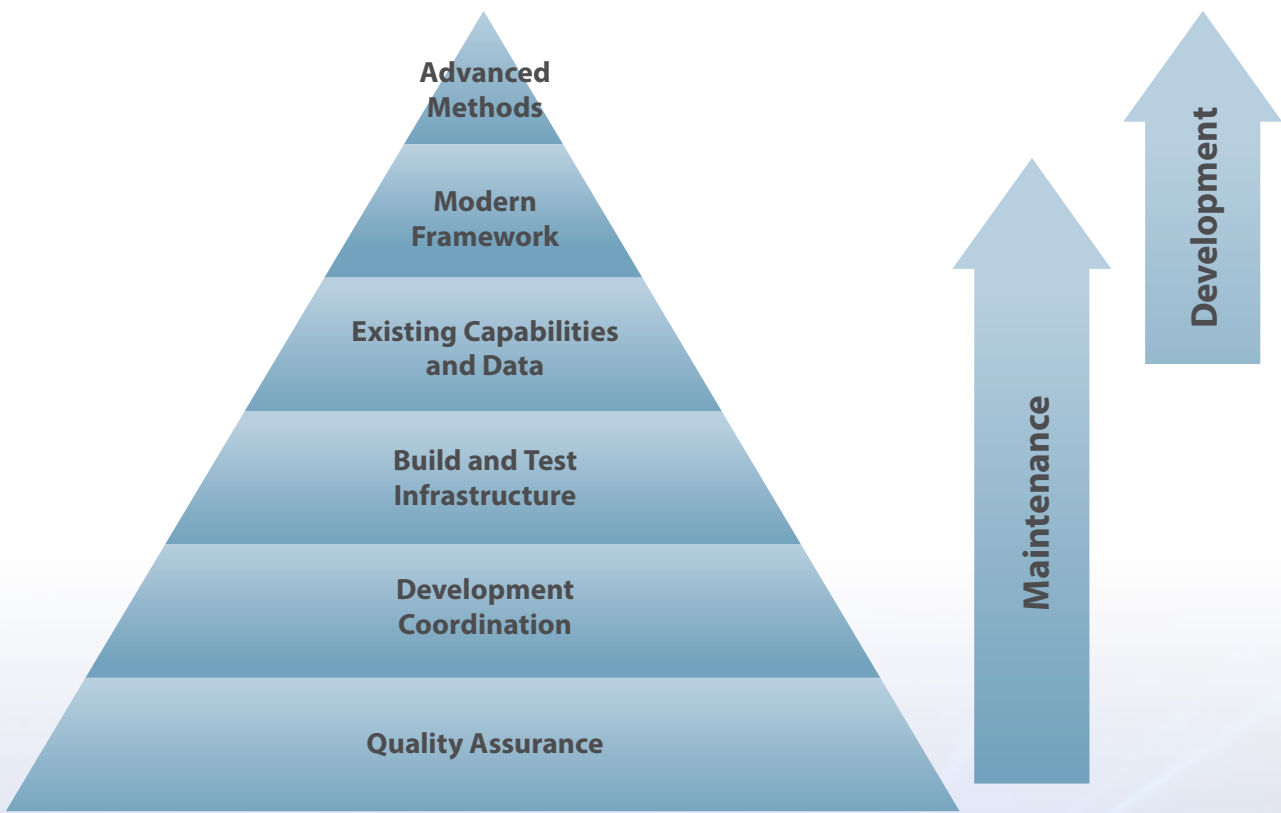 Advanced
Methods
Modern
Framework
Existing Capabilities
and Data
Build and Test
Infrastructure
Development
Coordination
Quality Assurance
Maintenance
Development